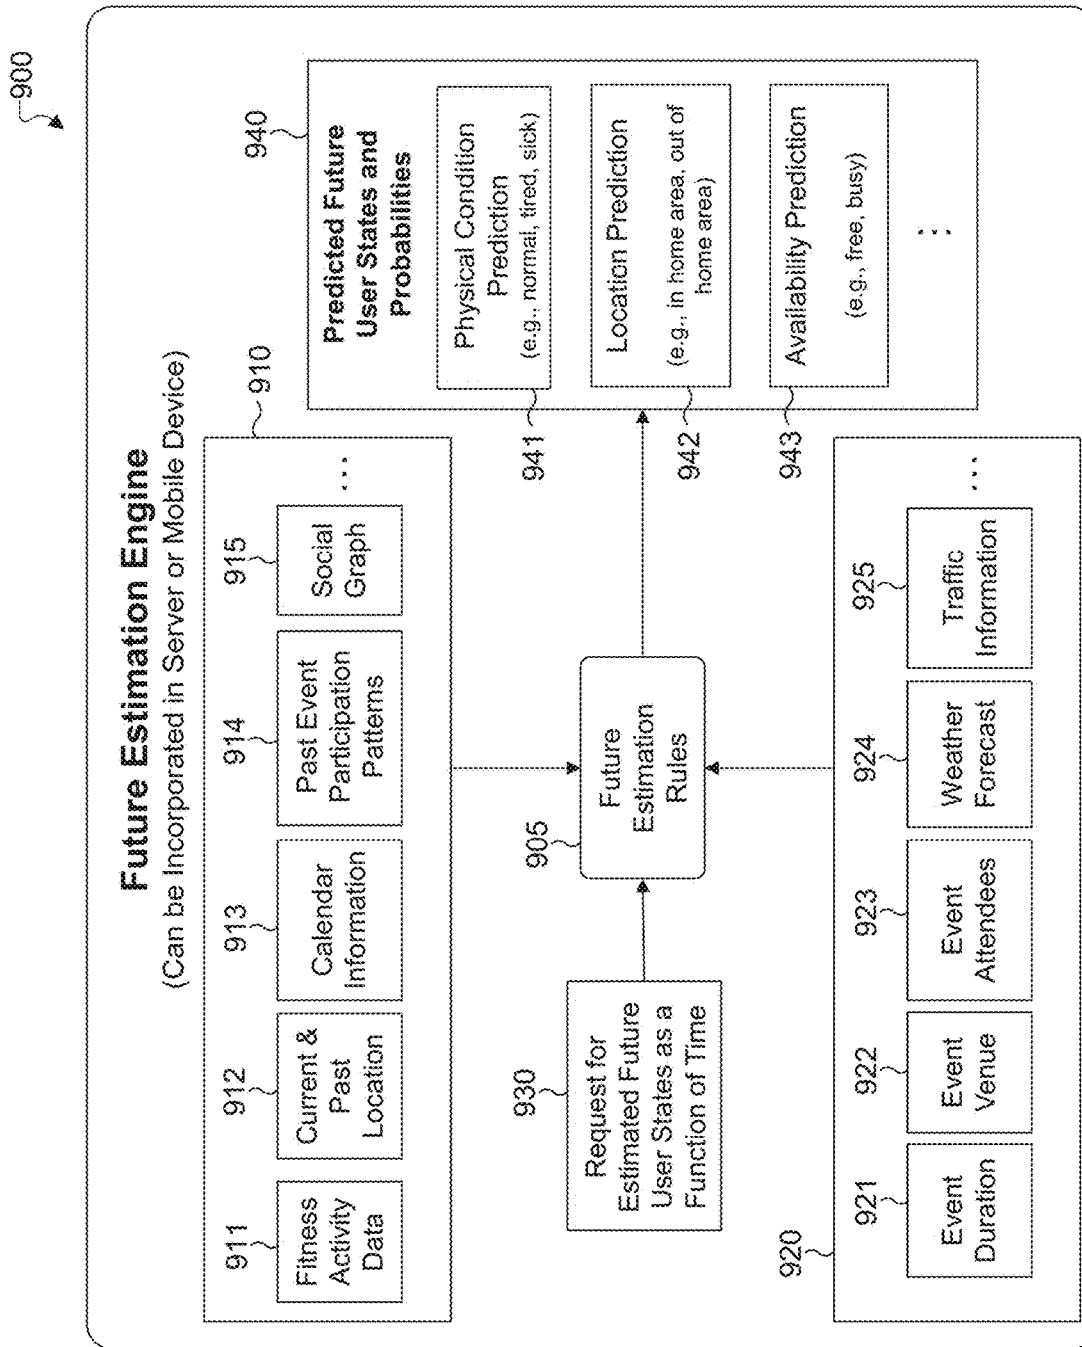 900
Future Estimation Engine
(Can be Incorporated in Server or Mobile Device)
910
911
Fitness
Activity
Data
912
Current &
Past
Location
913
Calendar
Information
914
Past Event
Participation
Patterns
915
Social
Graph
...
930
Request for
Estimated Future
User States as a
Function of Time
905
Future
Estimation
Rules
920
921
Event
Duration
922
Event
Venue
923
Event
Attendees
924
Weather
Forecast
925
Traffic
Information
...
940
Predicted Future
User States and
Probabilities
941
Physical Condition
Prediction
(e.g., normal, tired, sick)
942
Location Prediction
(e.g., in home area, out of
home area)
943
Availability Prediction
(e.g., free, busy)
...